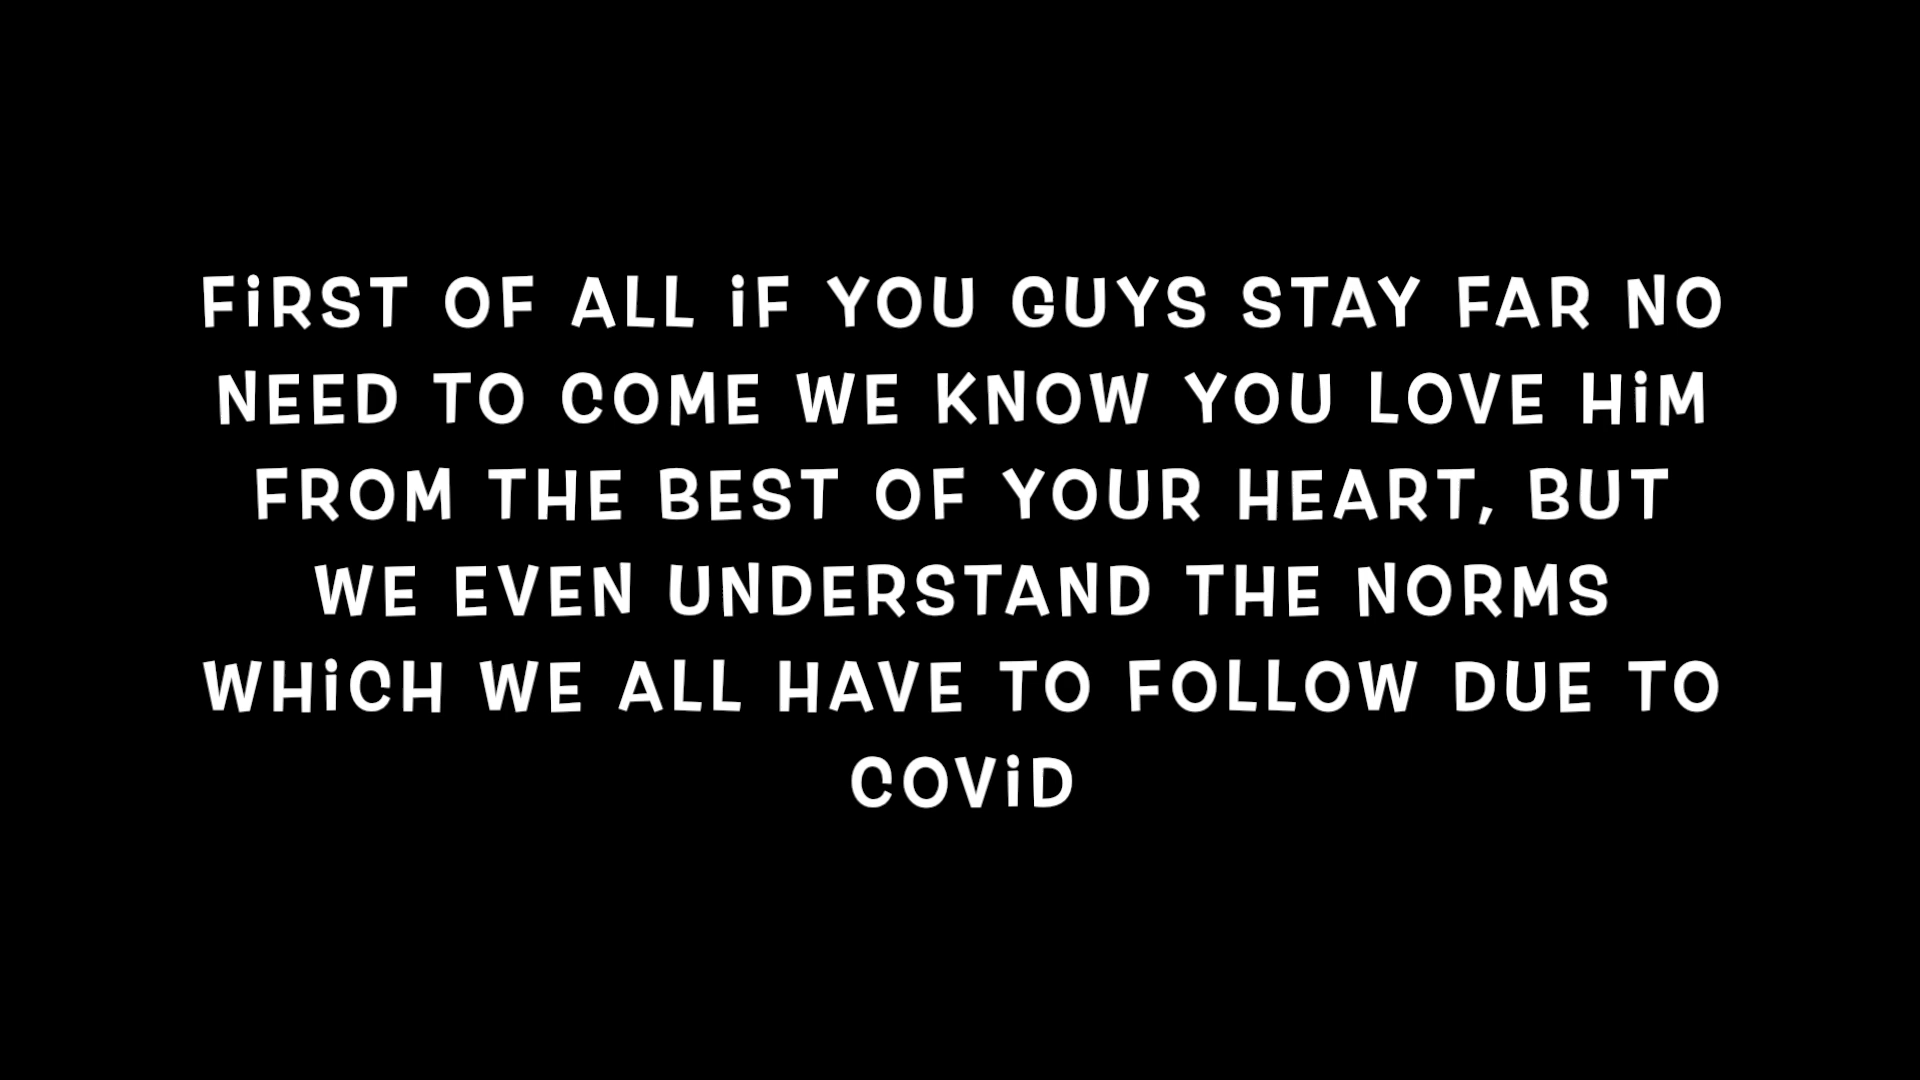 FiRST OF ALL iF YOU GUYS STAY FAR NO
NEED TO COME WE KNOW YOU LOVE HiM
FROM THE BEST OF YOUR HEART, BUT
WE EVEN UNDERSTAND THE NORMS
WHiCH WE ALL HAVE TO FOLLOW DUE TO
COViD